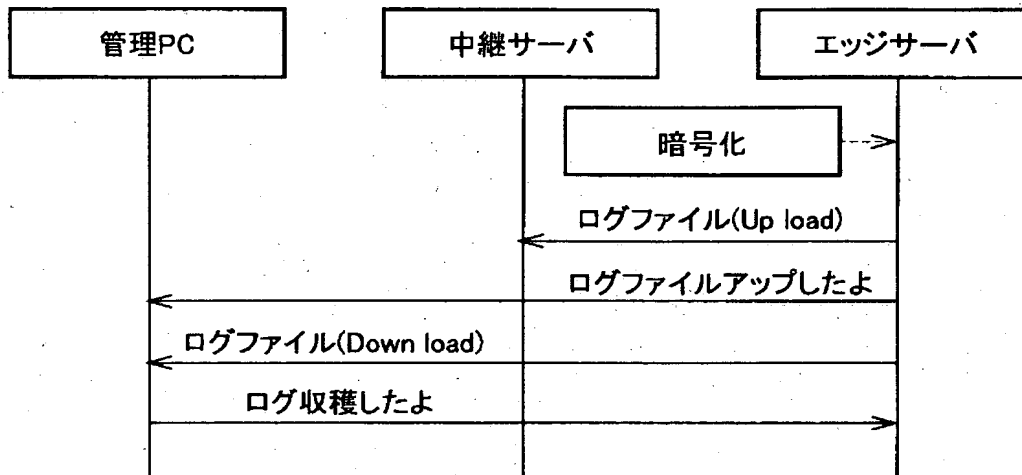 管理PC
中継サーバ
エッジサーバ
暗号化
ログファイル(Up load)
ログファイルアップしたよ
ログファイル(Down load)
ログ収穫したよ